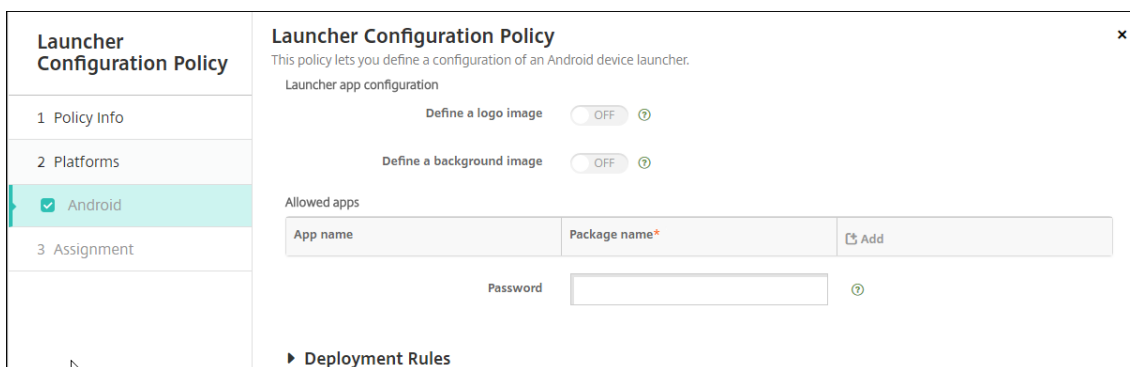 Launcher
Configuration Policy
1 Policy Info
2 Platforms
Android
3 Assignment
Launcher Configuration Policy
This policy lets you define a configuration of an Android device launcher.
Launcher app configuration
Define a logo image OFF ?
Define a background image OFF ?
Allowed apps
App name Package name* Add
Password ?
Deployment Rules